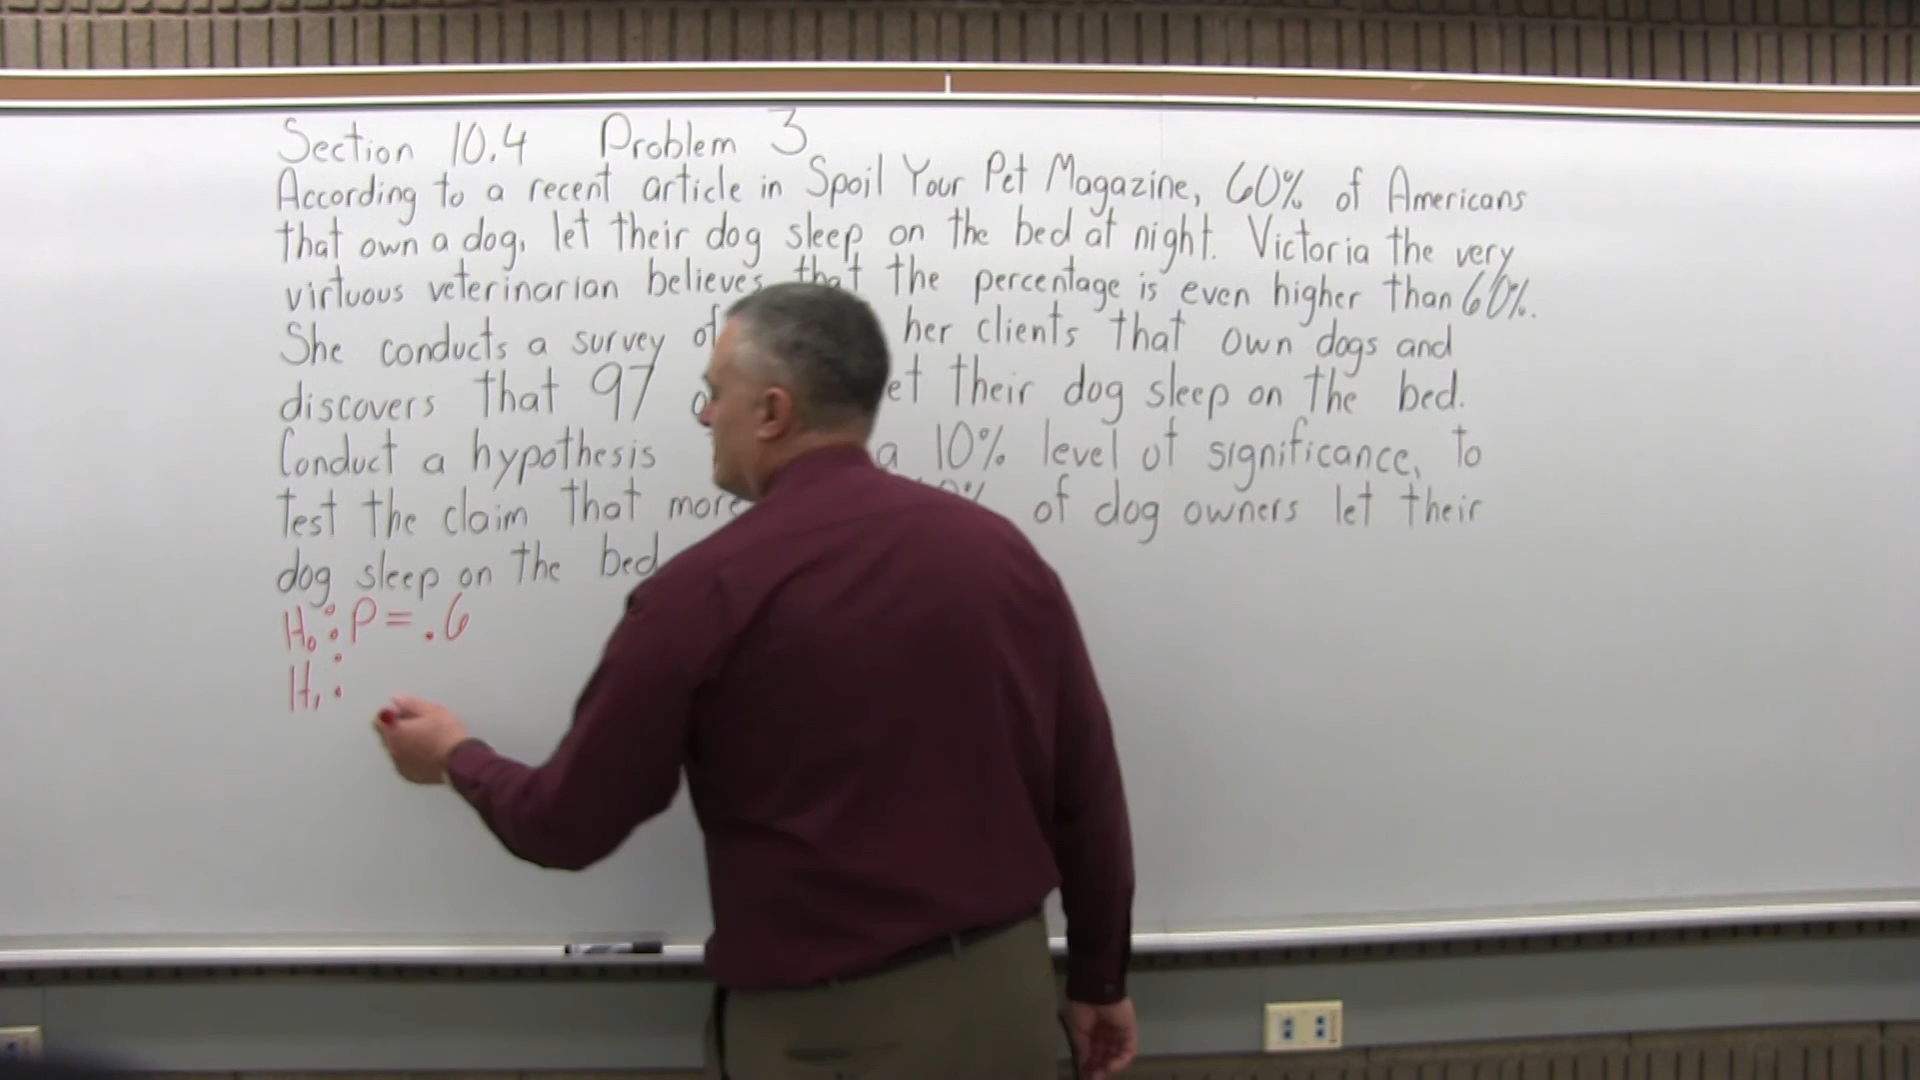 Section 10.4 Problem 3
According to a recent article in Spoil Your Pet Magazine, 60% of Americans
that own a dog, let their dog sleep on the bed at night. Victoria the very
virtuous veterinarian believes that the percentage is even higher than 60%.
She conducts a survey of her clients that own dogs and
discovers that 97 their dog sleep on the bed.
Conduct a hypothesis a 10% level of significance, to
test the claim that more of dog owners let their
dog sleep on the bed
H₀: P = .6
H₁: